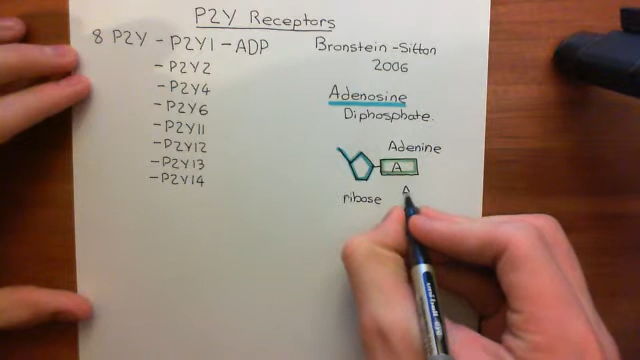 P2Y Receptors
8 P2Y - P2Y1 - ADP
- P2Y2
- P2Y4
- P2Y6
- P2Y11
- P2Y12
- P2Y13
- P2Y14
Bronstein-Sitton
2006
Adenosine
Diphosphate.
Adenine
A
ribose
A